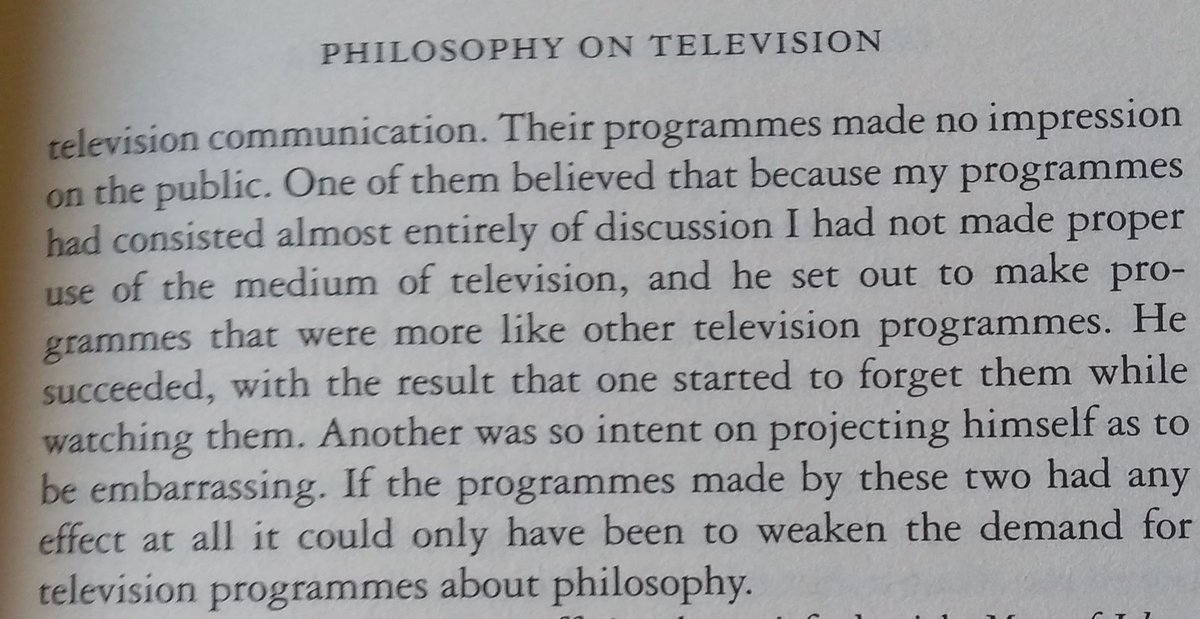 PHILOSOPHY ON TELEVISION
television communication. Their programmes made no impression
on the public. One of them believed that because my programmes
had consisted almost entirely of discussion I had not made proper
use of the medium of television, and he set out to make pro-
grammes that were more like other television programmes. He
succeeded, with the result that one started to forget them while
watching them. Another was so intent on projecting himself as to
be embarrassing. If the programmes made by these two had any
effect at all it could only have been to weaken the demand for
television programmes about philosophy.